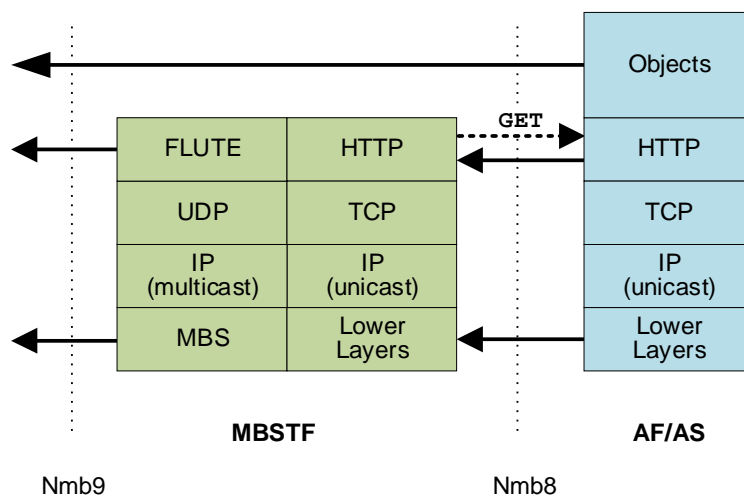 Objects
GET
FLUTE HTTP HTTP
UDP TCP TCP
IP (multicast) IP (unicast) IP (unicast)
MBS Lower Layers Lower Layers
MBSTF AF/AS
Nmb9 Nmb8